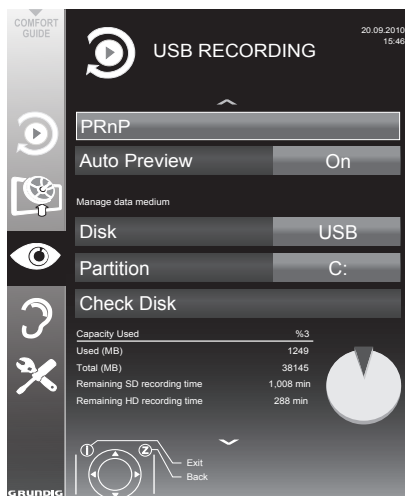 COMFORT
GUIDE
USB RECORDING
20.09.2010
15:46
PRnP
Auto Preview On
Manage data medium
Disk USB
Partition C:
Check Disk
Capacity Used %3
Used (MB) 1249
Total (MB) 38145
Remaining SD recording time 1,008 min
Remaining HD recording time 288 min
Exit
Back
GRUNDIG